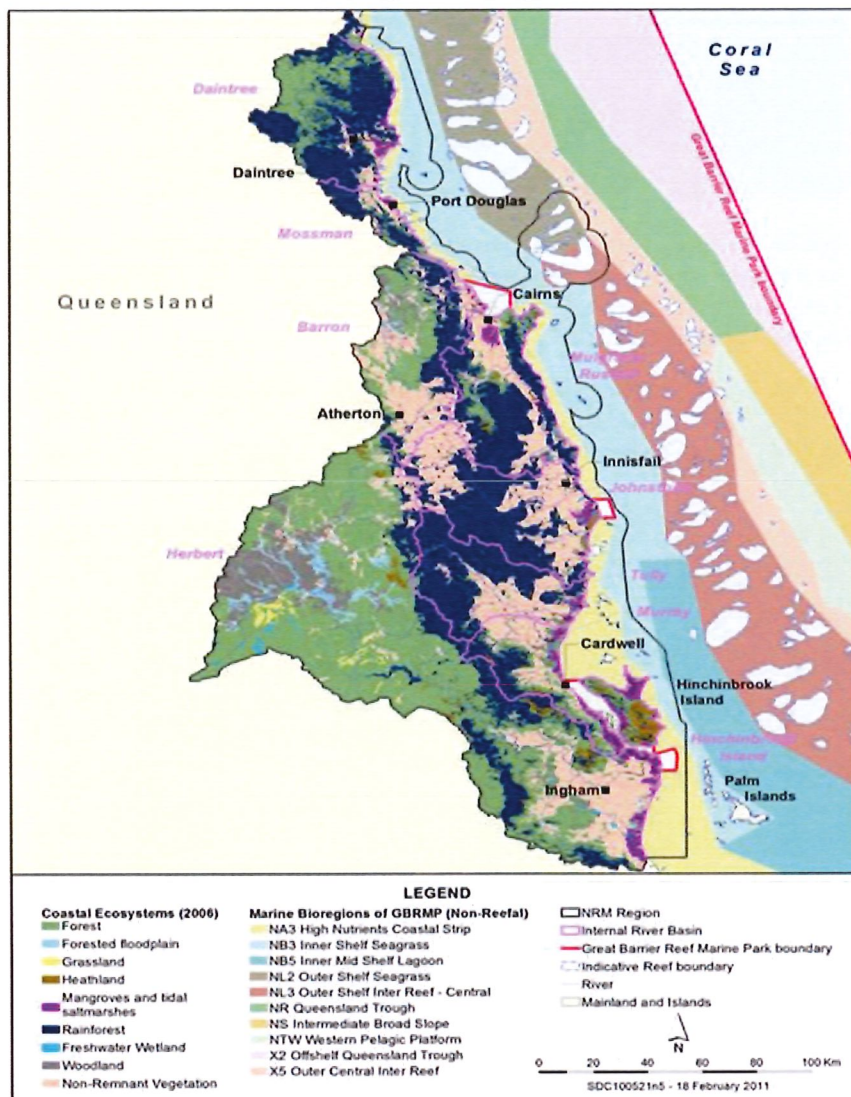 Coral
Sea
Great Barrier Reef Marine Park boundary
Daintree
Daintree
Port Douglas
Mossman
Queensland
Cairns
Barron
Mulgrave
Russell
Atherton
Innisfail
Johnstone
Herbert
Tully
Murray
Cardwell
Hinchinbrook
Island
Hinchinbrook
Island
Palm
Islands
Ingham
LEGEND
Coastal Ecosystems (2006)
Forest
Forested floodplain
Grassland
Heathland
Mangroves and tidal
saltmarshes
Rainforest
Freshwater Wetland
Woodland
Non-Remnant Vegetation
Marine Bioregions of GBRMP (Non-Reefal)
NA3 High Nutrients Coastal Strip
NB3 Inner Shelf Seagrass
NB5 Inner Mid Shelf Lagoon
NL2 Outer Shelf Seagrass
NL3 Outer Shelf Inter Reef - Central
NR Queensland Trough
NS Intermediate Broad Slope
NTW Western Pelagic Platform
X2 Offshelf Queensland Trough
X5 Outer Central Inter Reef
NRM Region
Internal River Basin
Great Barrier Reef Marine Park boundary
Indicative Reef boundary
River
Mainland and Islands
N
0 20 40 60 80 100 Km
SDC100521n5 - 18 February 2011